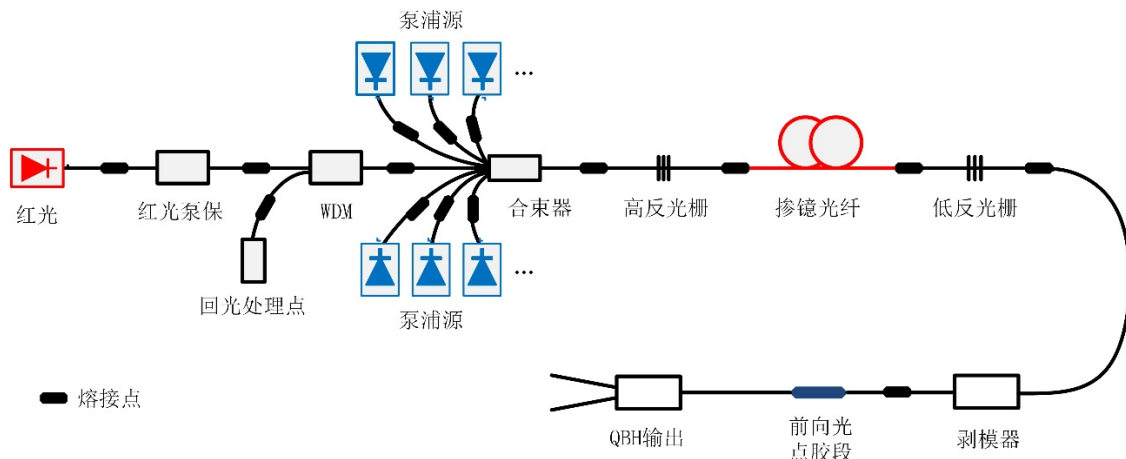 泵浦源
...
红光
红光泵保
WDM
合束器
高反光栅
掺镜光纤
低反光栅
回光处理点
泵浦源
...
熔接点
QBH输出
前向光
点胶段
剥模器